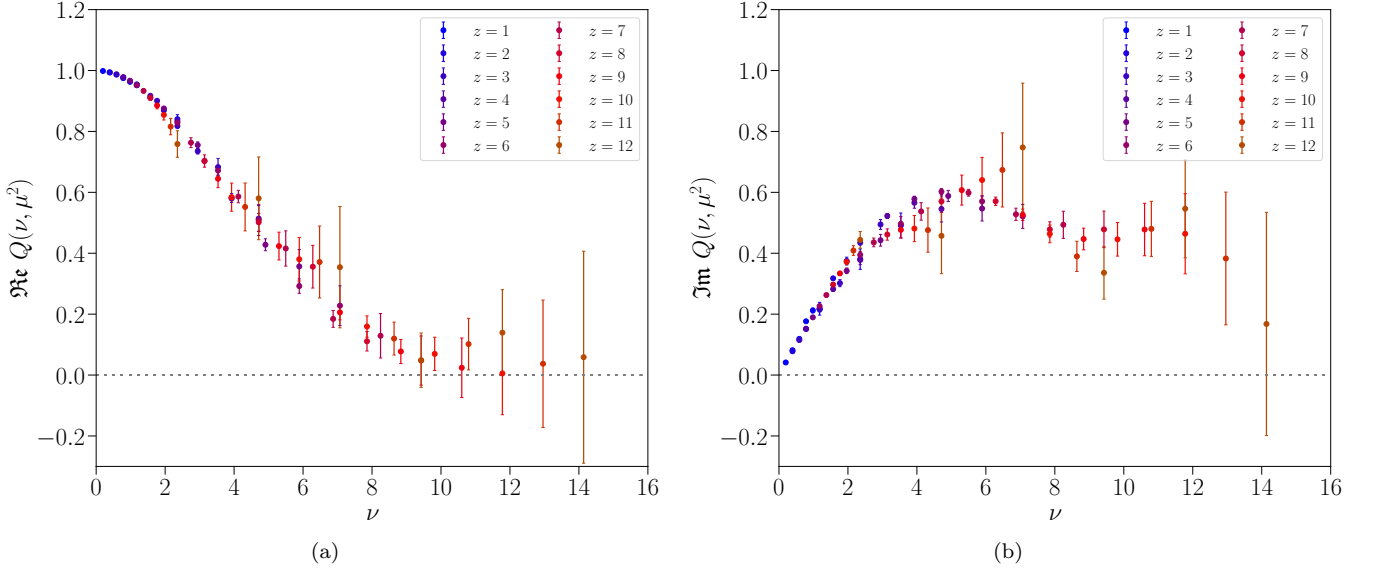 1.2
1.0
0.8
0.6
0.4
0.2
0.0
−0.2
0 2 4 6 8 10 12 14 16
ν
𝕽𝖊 Q(ν, μ²)
z = 1 z = 7
z = 2 z = 8
z = 3 z = 9
z = 4 z = 10
z = 5 z = 11
z = 6 z = 12
(a)
1.2
1.0
0.8
0.6
0.4
0.2
0.0
−0.2
0 2 4 6 8 10 12 14 16
ν
𝕴𝖒 Q(ν, μ²)
z = 1 z = 7
z = 2 z = 8
z = 3 z = 9
z = 4 z = 10
z = 5 z = 11
z = 6 z = 12
(b)